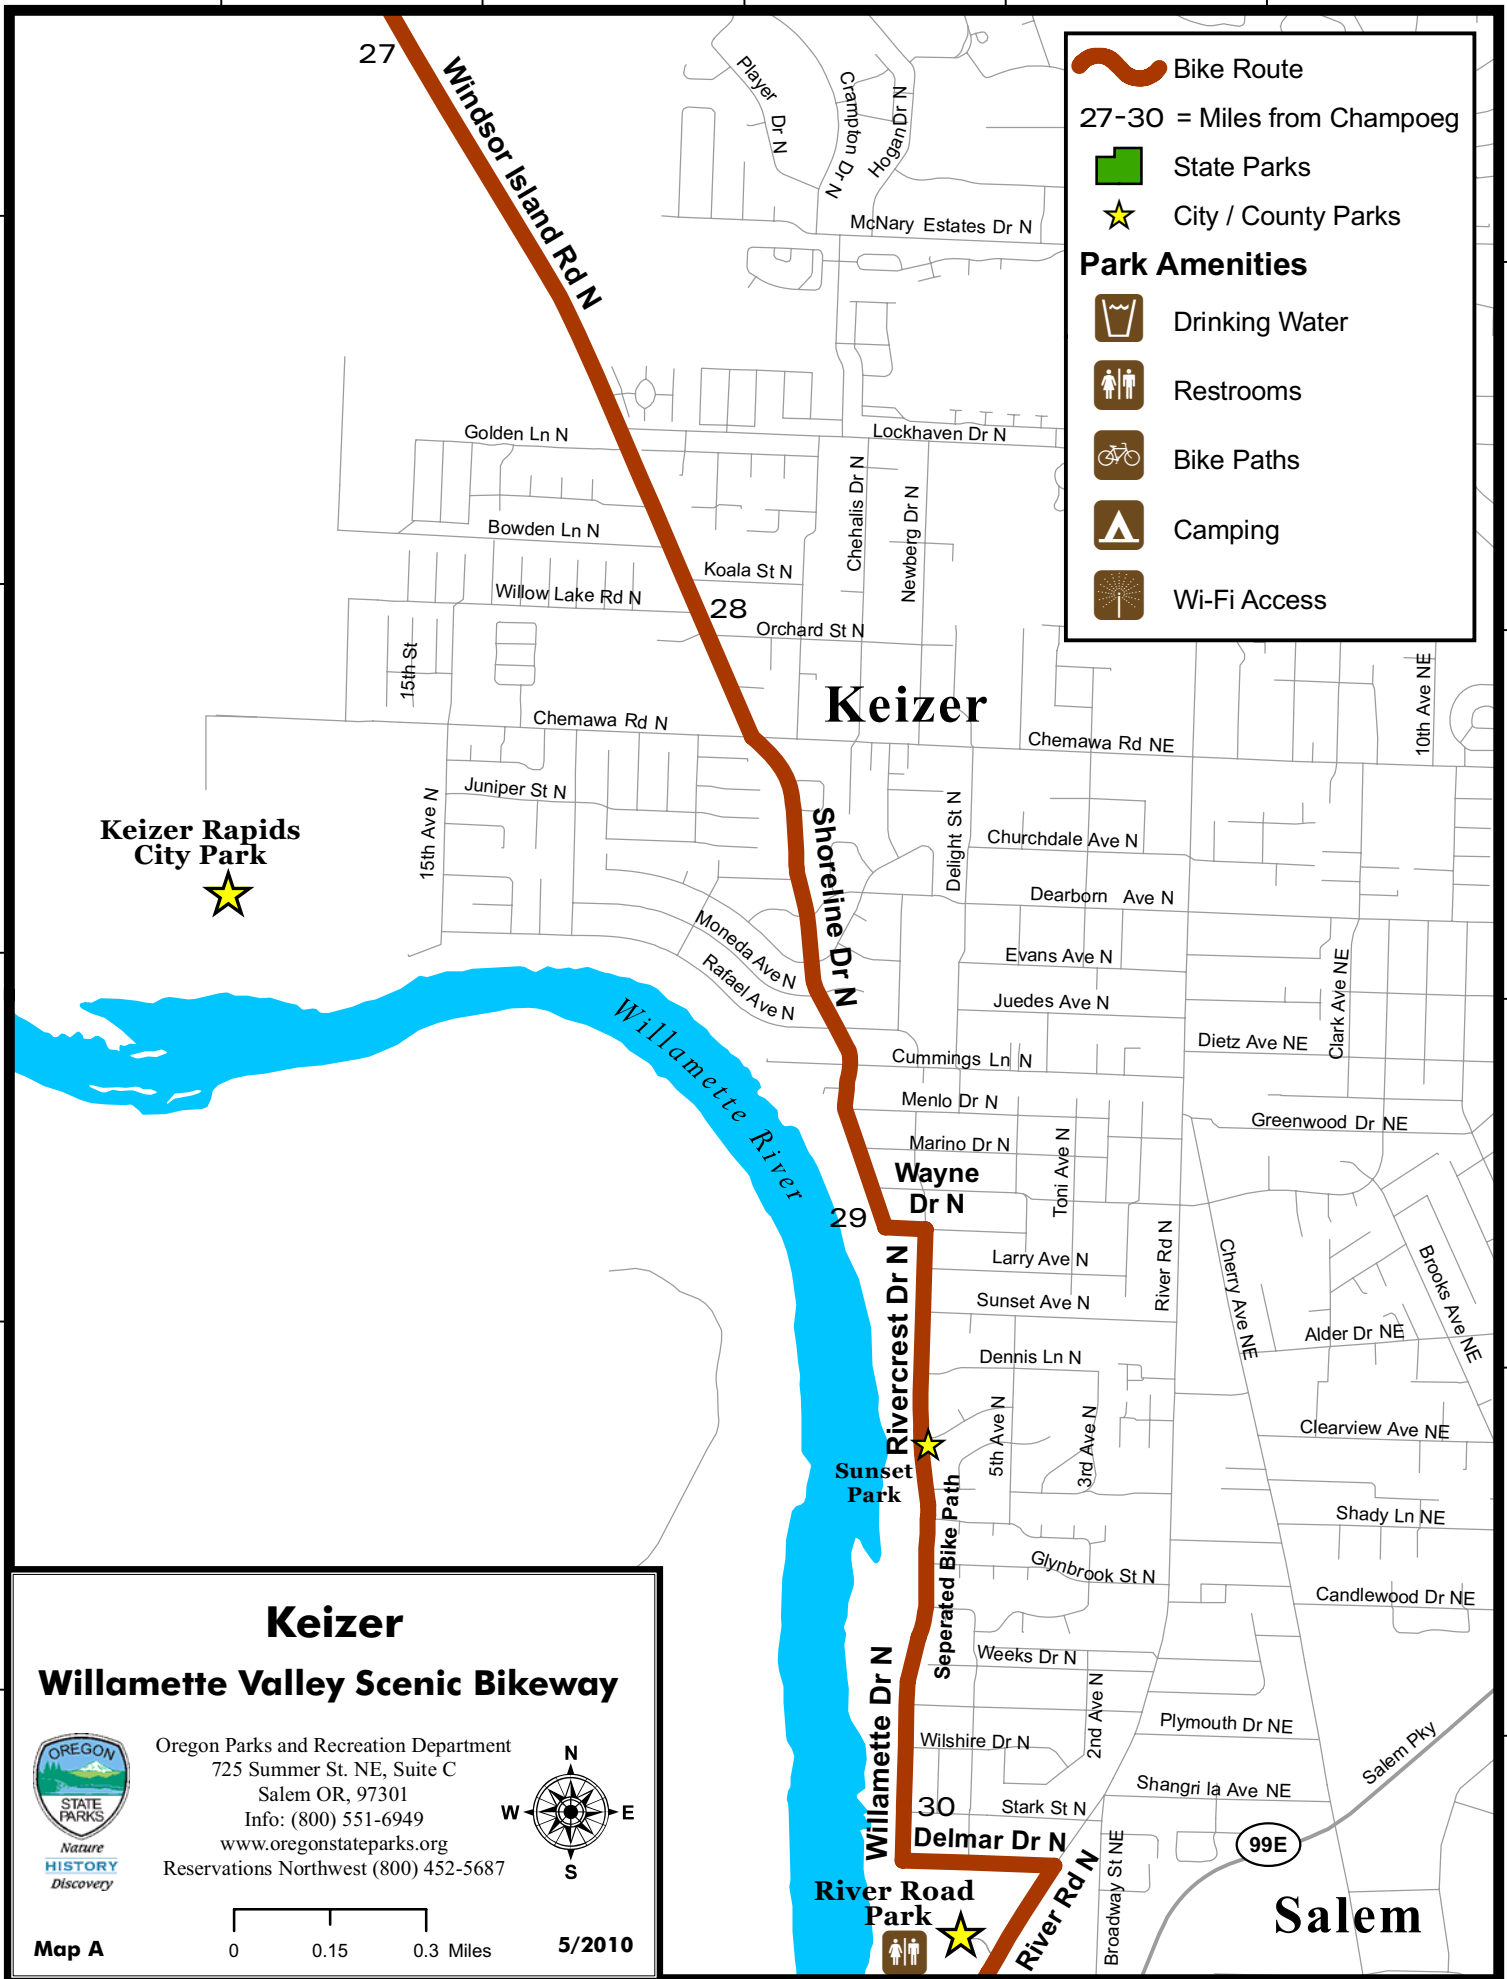 27
Windsor Island Rd N
Player Dr N
Crampton Dr N
Hogan Dr N
McNary Estates Dr N
Bike Route
27-30 = Miles from Champoeg
State Parks
City / County Parks
Park Amenities
Drinking Water
Restrooms
Bike Paths
Camping
Wi-Fi Access
Golden Ln N
Lockhaven Dr N
Chehalis Dr N
Newberg Dr N
Bowden Ln N
Koala St N
Willow Lake Rd N
28
Orchard St N
15th St
Keizer
10th Ave NE
Chemawa Rd N
Chemawa Rd NE
Juniper St N
15th Ave N
Shoreline Dr N
Delight St N
Churchdale Ave N
Keizer Rapids
City Park
Dearborn Ave N
Moneda Ave N
Rafael Ave N
Evans Ave N
Juedes Ave N
Clark Ave NE
Dietz Ave NE
Willamette River
Cummings Ln N
Menlo Dr N
Greenwood Dr NE
Marino Dr N
Toni Ave N
Wayne
Dr N
29
Rivercrest Dr N
Larry Ave N
River Rd N
Cherry Ave NE
Brooks Ave NE
Sunset Ave N
Alder Dr NE
Dennis Ln N
5th Ave N
3rd Ave N
Clearview Ave NE
Sunset
Park
Seperated Bike Path
Shady Ln NE
Glynbrook St N
Candlewood Dr NE
Willamette Dr N
Weeks Dr N
2nd Ave N
Plymouth Dr NE
Wilshire Dr N
Salem Pky
Shangri la Ave NE
30
Stark St N
Delmar Dr N
99E
River Rd N
Broadway St NE
River Road
Park
Salem
Keizer
Willamette Valley Scenic Bikeway
OREGON
STATE
PARKS
Nature
HISTORY
Discovery
Oregon Parks and Recreation Department
725 Summer St. NE, Suite C
Salem OR, 97301
Info: (800) 551-6949
www.oregonstateparks.org
Reservations Northwest (800) 452-5687
N
W E
S
0 0.15 0.3 Miles
Map A
5/2010